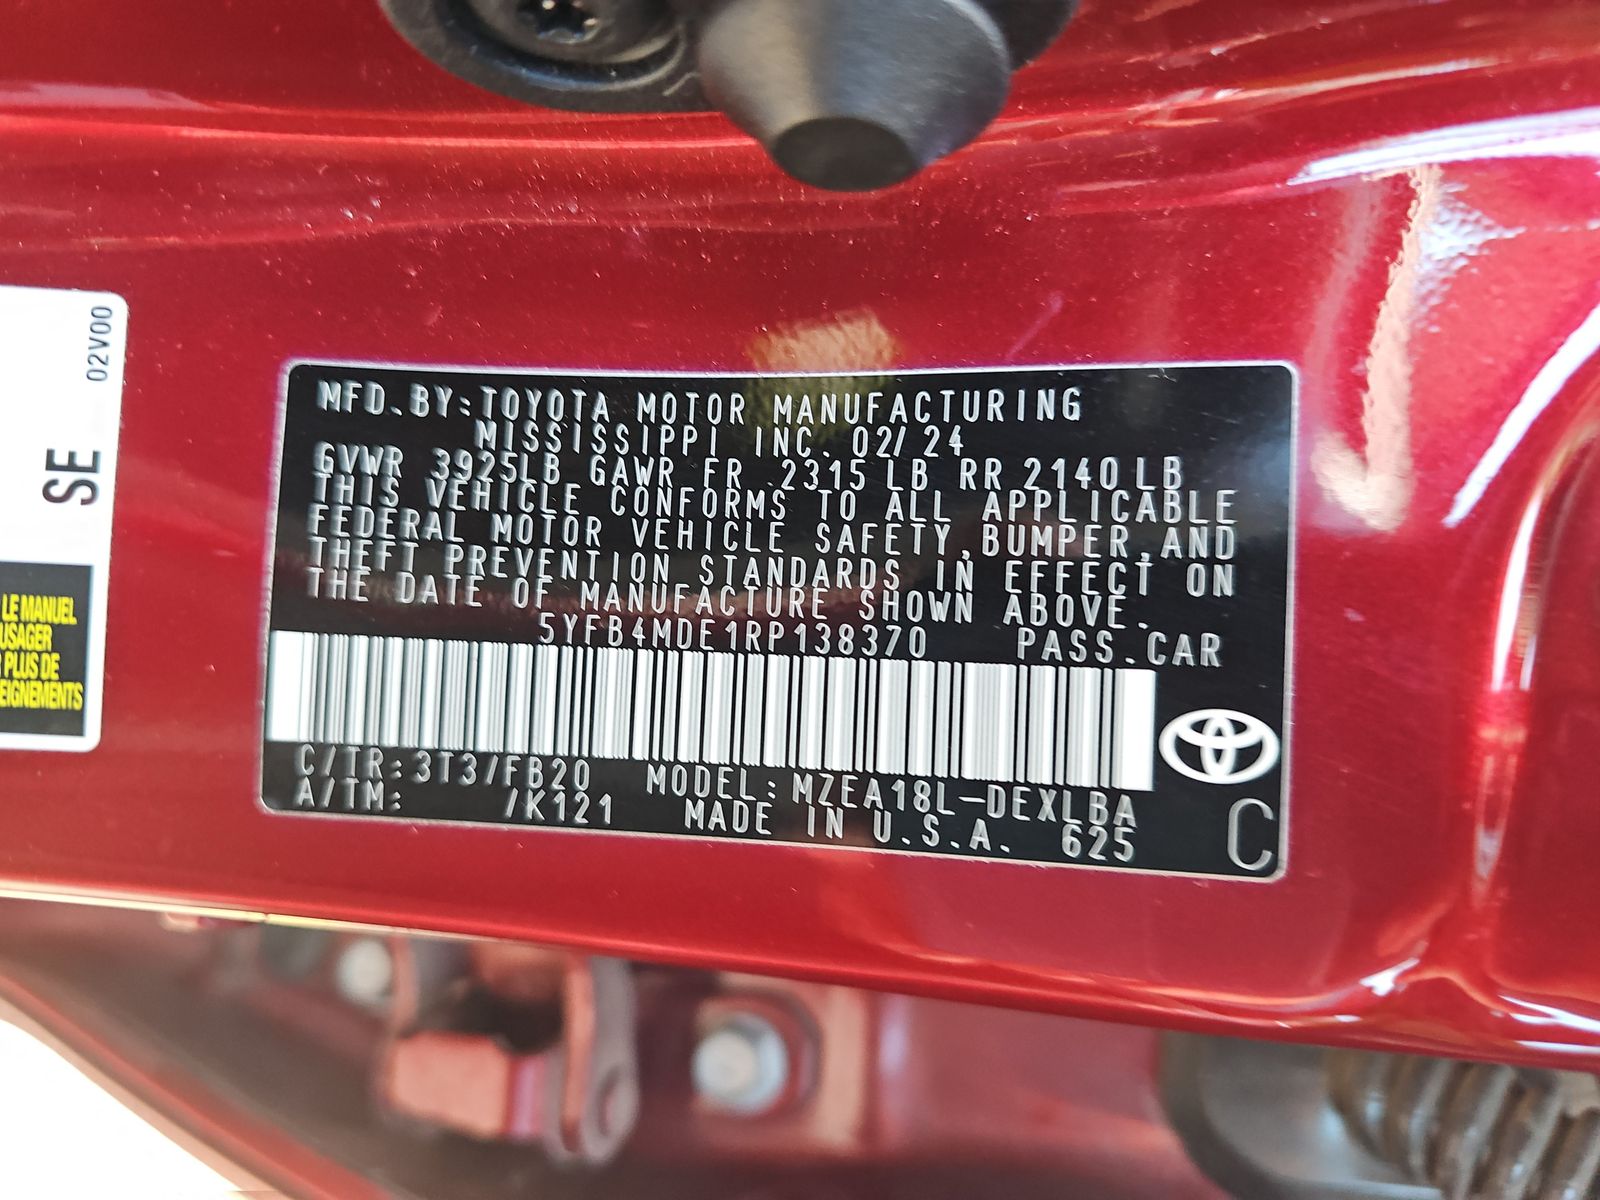 02V00
SE
LE MANUEL
USAGER
PLUS DE
EIGNEMENTS
MFD. BY: TOYOTA MOTOR MANUFACTURING
MISSISSIPPI INC. 02/24
GVWR 3925LB GAWR FR 2315 LB RR 2140 LB
THIS VEHICLE CONFORMS TO ALL APPLICABLE
FEDERAL MOTOR VEHICLE SAFETY, BUMPER, AND
THEFT PREVENTION STANDARDS IN EFFECT ON
THE DATE OF MANUFACTURE SHOWN ABOVE.
5YFB4MDE1RP138370 PASS. CAR
C/TR: 3T3/FB20 MODEL: MZEA18L-DEXLBA
A/TM: /K121 MADE IN U.S.A. 625
C